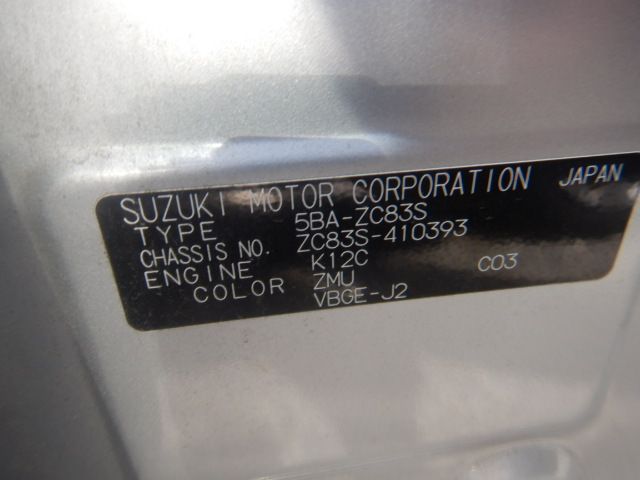 SUZUKI MOTOR CORPORATION JAPAN
TYPE 5BA-ZC83S
CHASSIS NO. ZC83S-410393
ENGINE K12C C03
COLOR ZMU
VBGE-J2